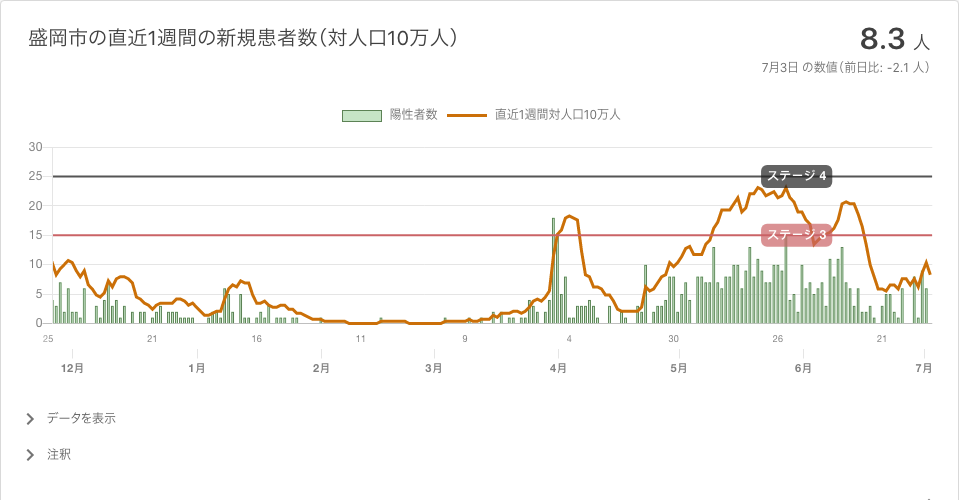 盛岡市の直近1週間の新規患者数（対人口10万人）
8.3 人
7月3日 の数値（前日比: -2.1 人）
陽性者数
直近1週間対人口10万人
30
25
20
15
10
5
0
ステージ 4
ステージ 3
25 21 16 11 9 4 30 26 21
12月 1月 2月 3月 4月 5月 6月 7月
データを表示
注釈